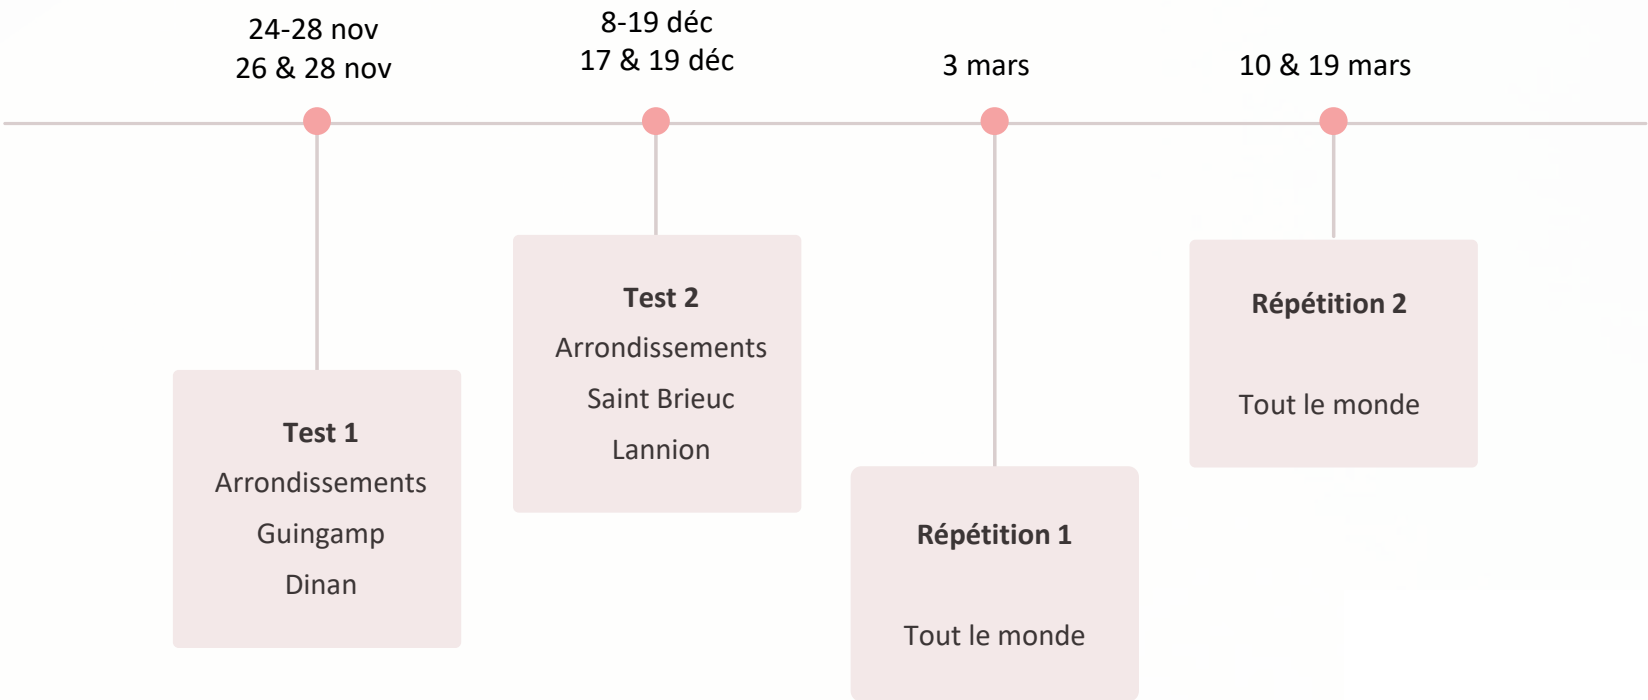 24-28 nov
26 & 28 nov
8-19 déc
17 & 19 déc
3 mars
10 & 19 mars
Test 1
Arrondissements
Guingamp
Dinan
Test 2
Arrondissements
Saint Brieuc
Lannion
Répétition 1
Tout le monde
Répétition 2
Tout le monde